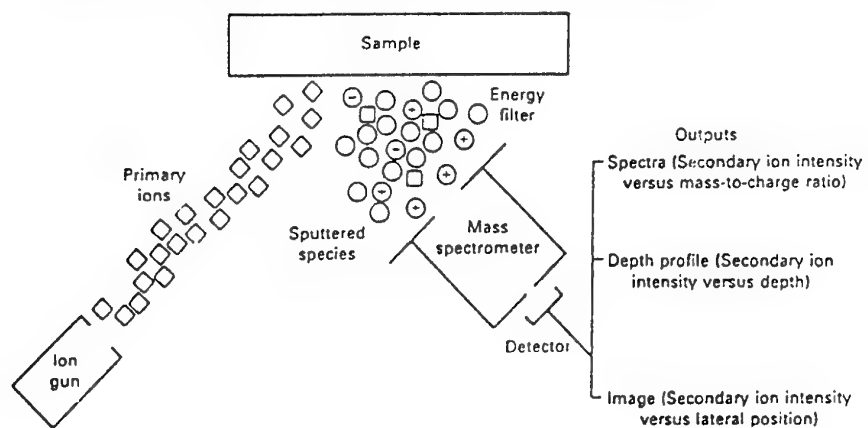 Sample
Energy
filter
Primary
ions
Sputtered
species
Mass
spectrometer
Ion
gun
Detector
Outputs
Spectra (Secondary ion intensity
versus mass-to-charge ratio)
Depth profile (Secondary ion
intensity versus depth)
Image (Secondary ion intensity
versus lateral position)